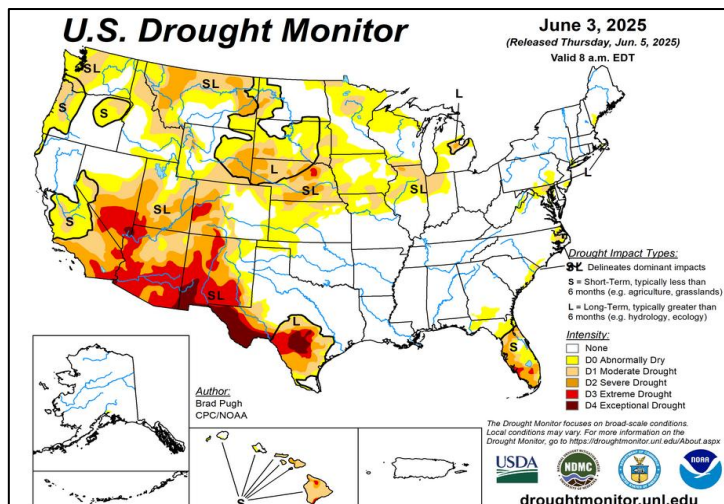 U.S. Drought Monitor
June 3, 2025
(Released Thursday, Jun. 5, 2025)
Valid 8 a.m. EDT
SL
S
S
L
L
SL
L
SL
SL
S
SL
L
S
S
Author:
Brad Pugh
CPC/NOAA
Drought Impact Types:
SL Delineates dominant impacts
S = Short-Term, typically less than
6 months (e.g. agriculture, grasslands)
L = Long-Term, typically greater than
6 months (e.g. hydrology, ecology)
Intensity:
None
D0 Abnormally Dry
D1 Moderate Drought
D2 Severe Drought
D3 Extreme Drought
D4 Exceptional Drought
The Drought Monitor focuses on broad-scale conditions.
Local conditions may vary. For more information on the
Drought Monitor, go to https://droughtmonitor.unl.edu/About.aspx
USDA
NDMC
NOAA
droughtmonitor.unl.edu